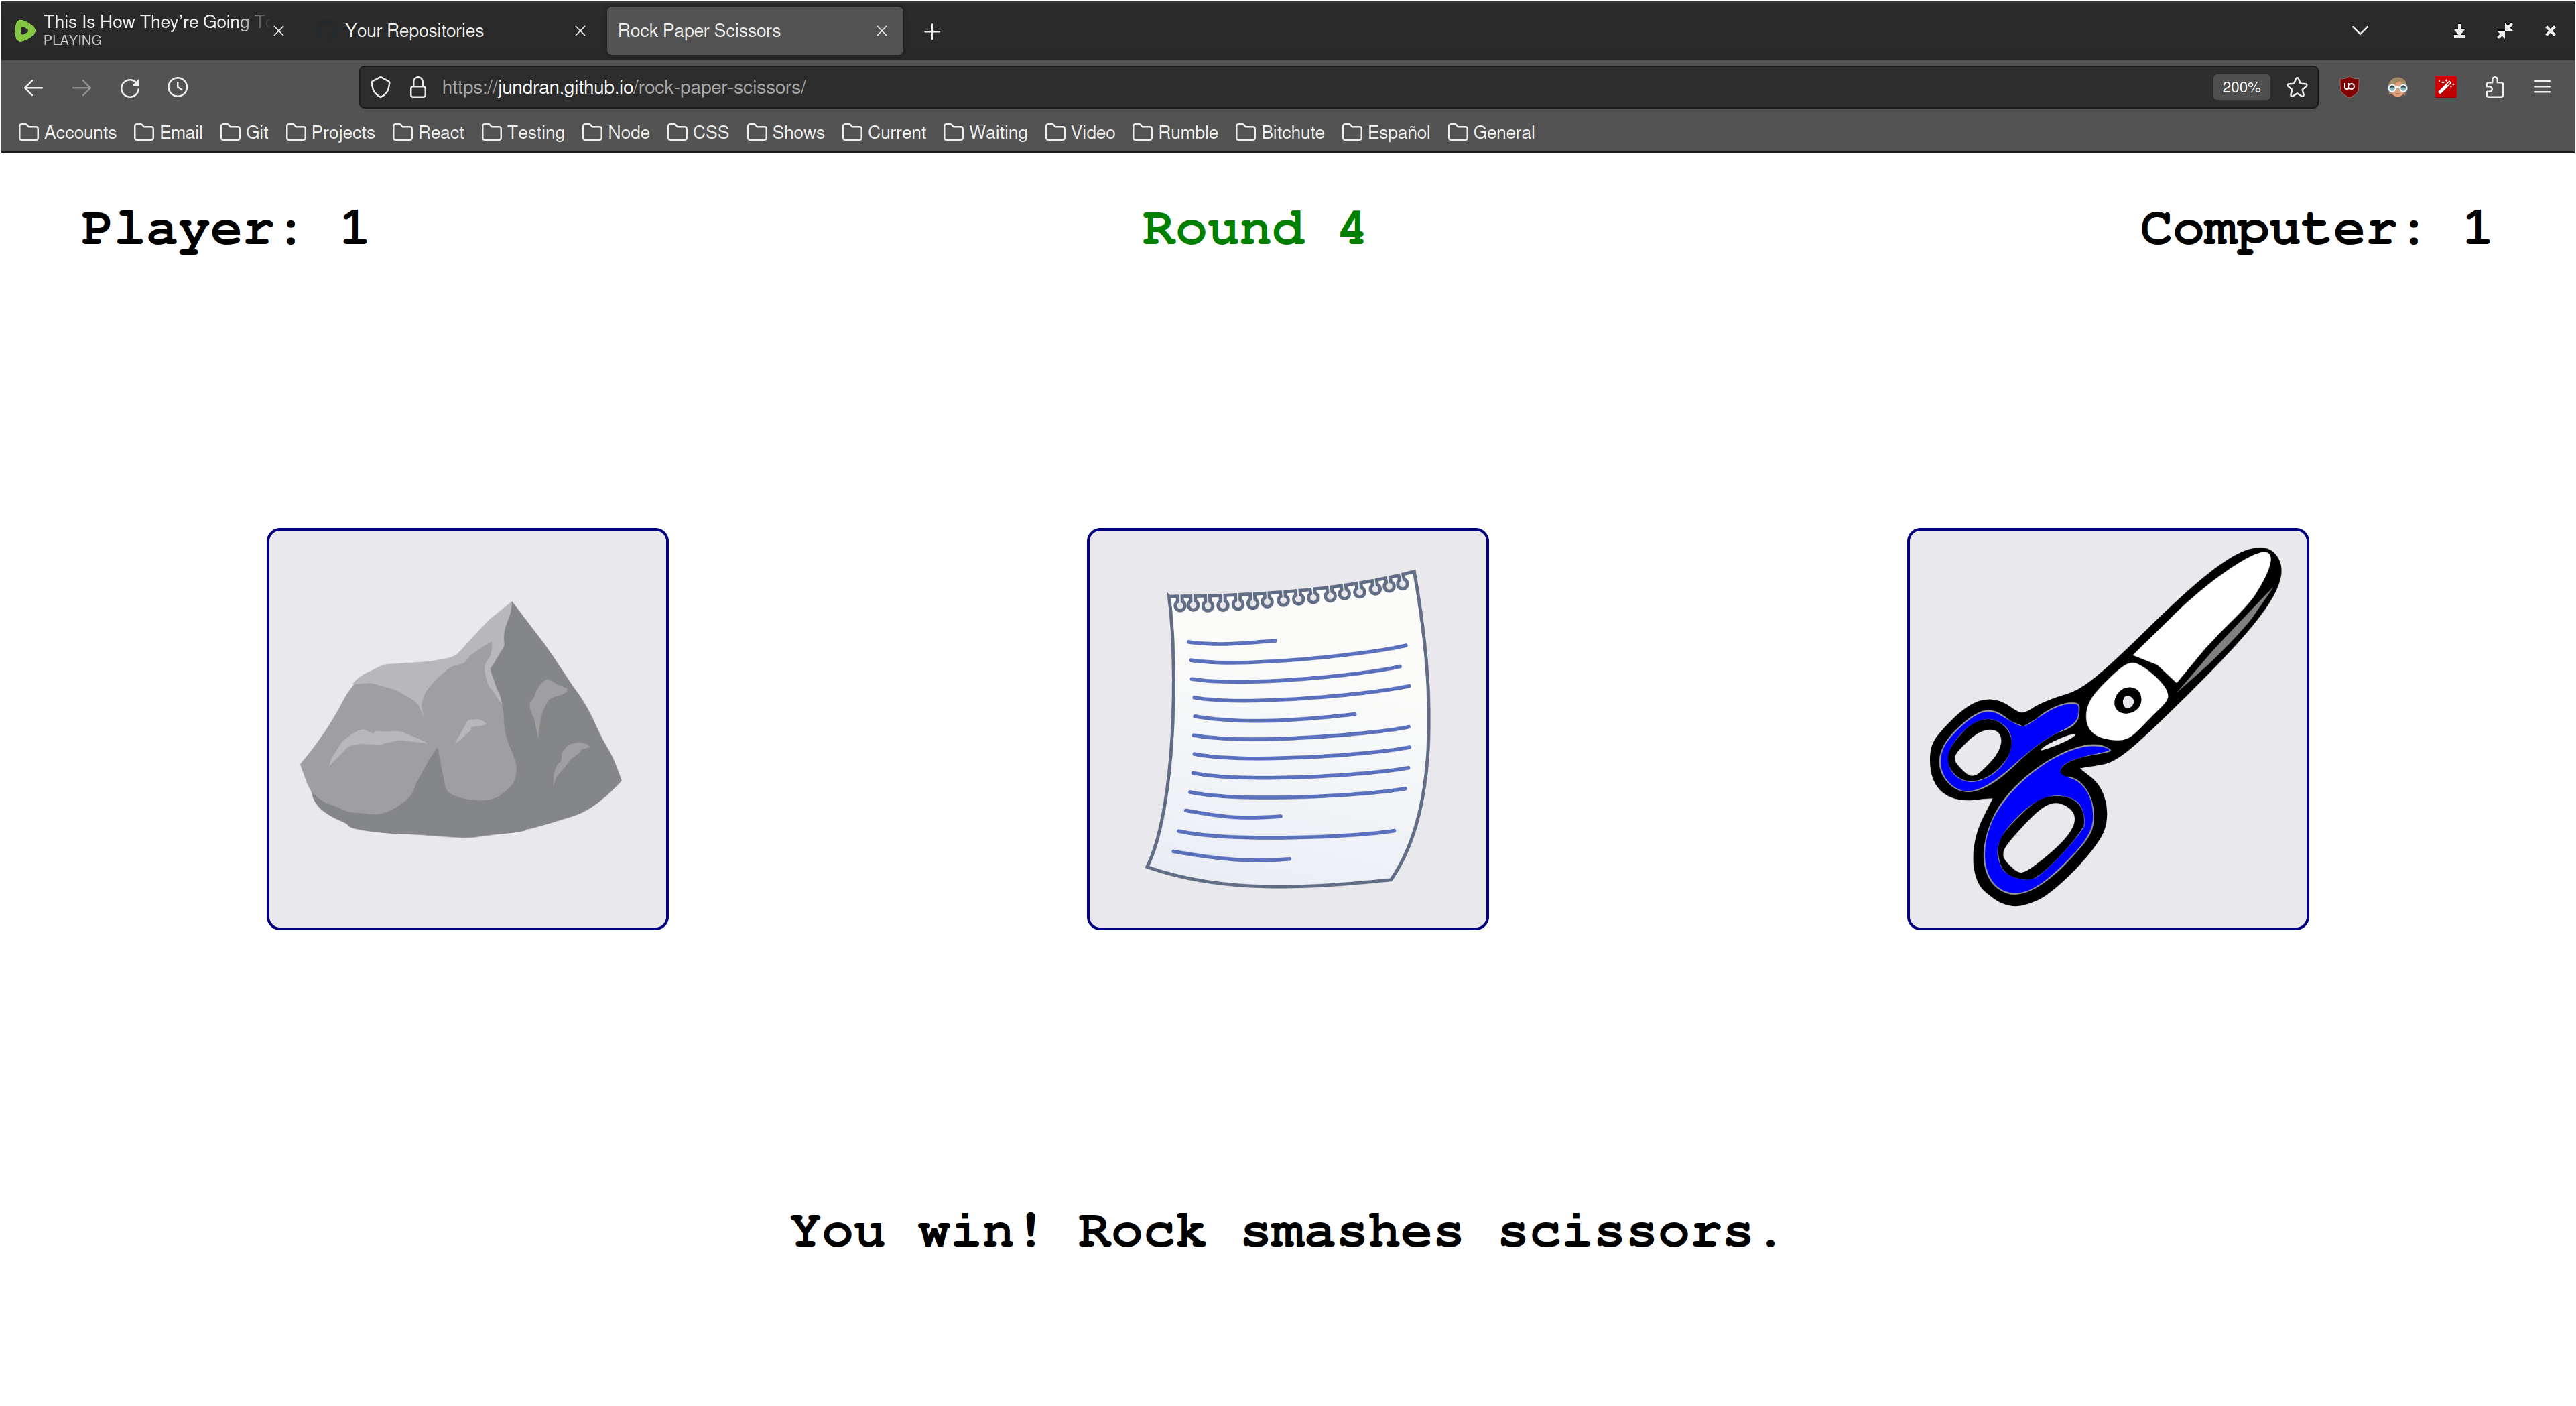 This Is How They're Going T
PLAYING
Your Repositories
Rock Paper Scissors
https://jundran.github.io/rock-paper-scissors/
200%
Accounts Email Git Projects React Testing Node CSS Shows Current Waiting Video Rumble Bitchute Español General
Player: 1 Round 4 Computer: 1
You win! Rock smashes scissors.